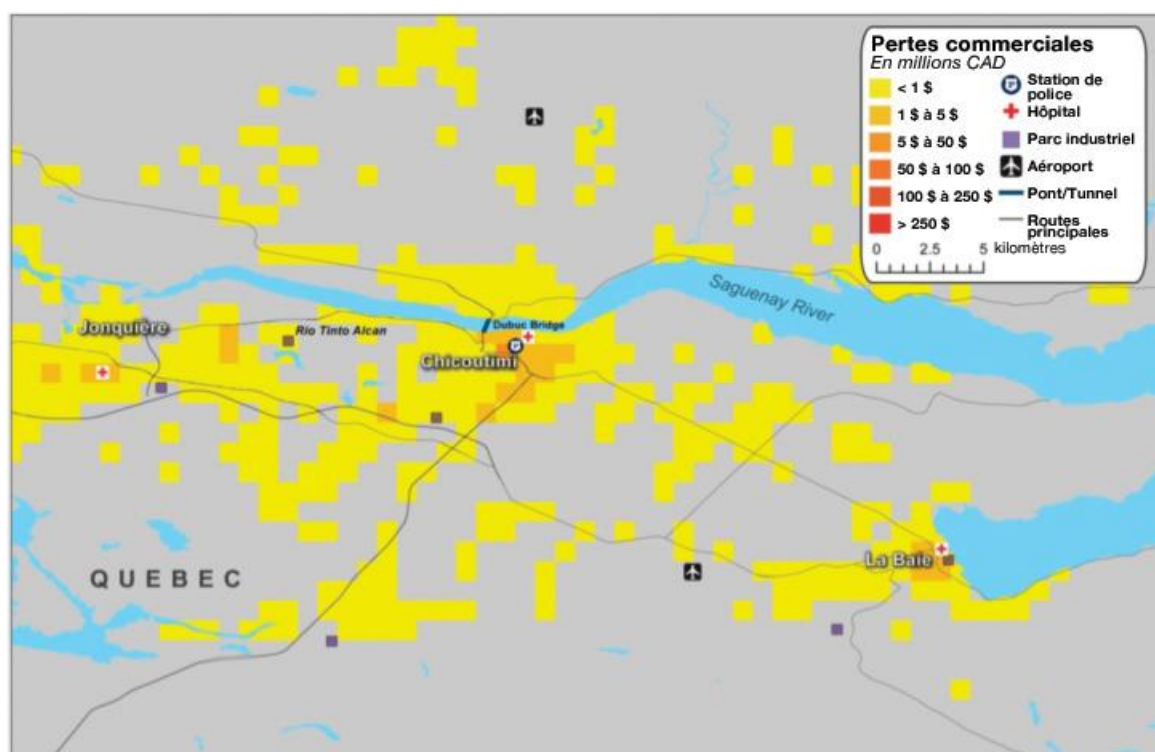 Pertes commerciales
En millions CAD
< 1 $
1 $ à 5 $
5 $ à 50 $
50 $ à 100 $
100 $ à 250 $
> 250 $
Station de
police
Hôpital
Parc industriel
Aéroport
Pont/Tunnel
Routes
principales
0 2.5 5 kilomètres
Saguenay River
Jonquière
Rio Tinto Alcan
Dubuc Bridge
Chicoutimi
La Baie
QUEBEC